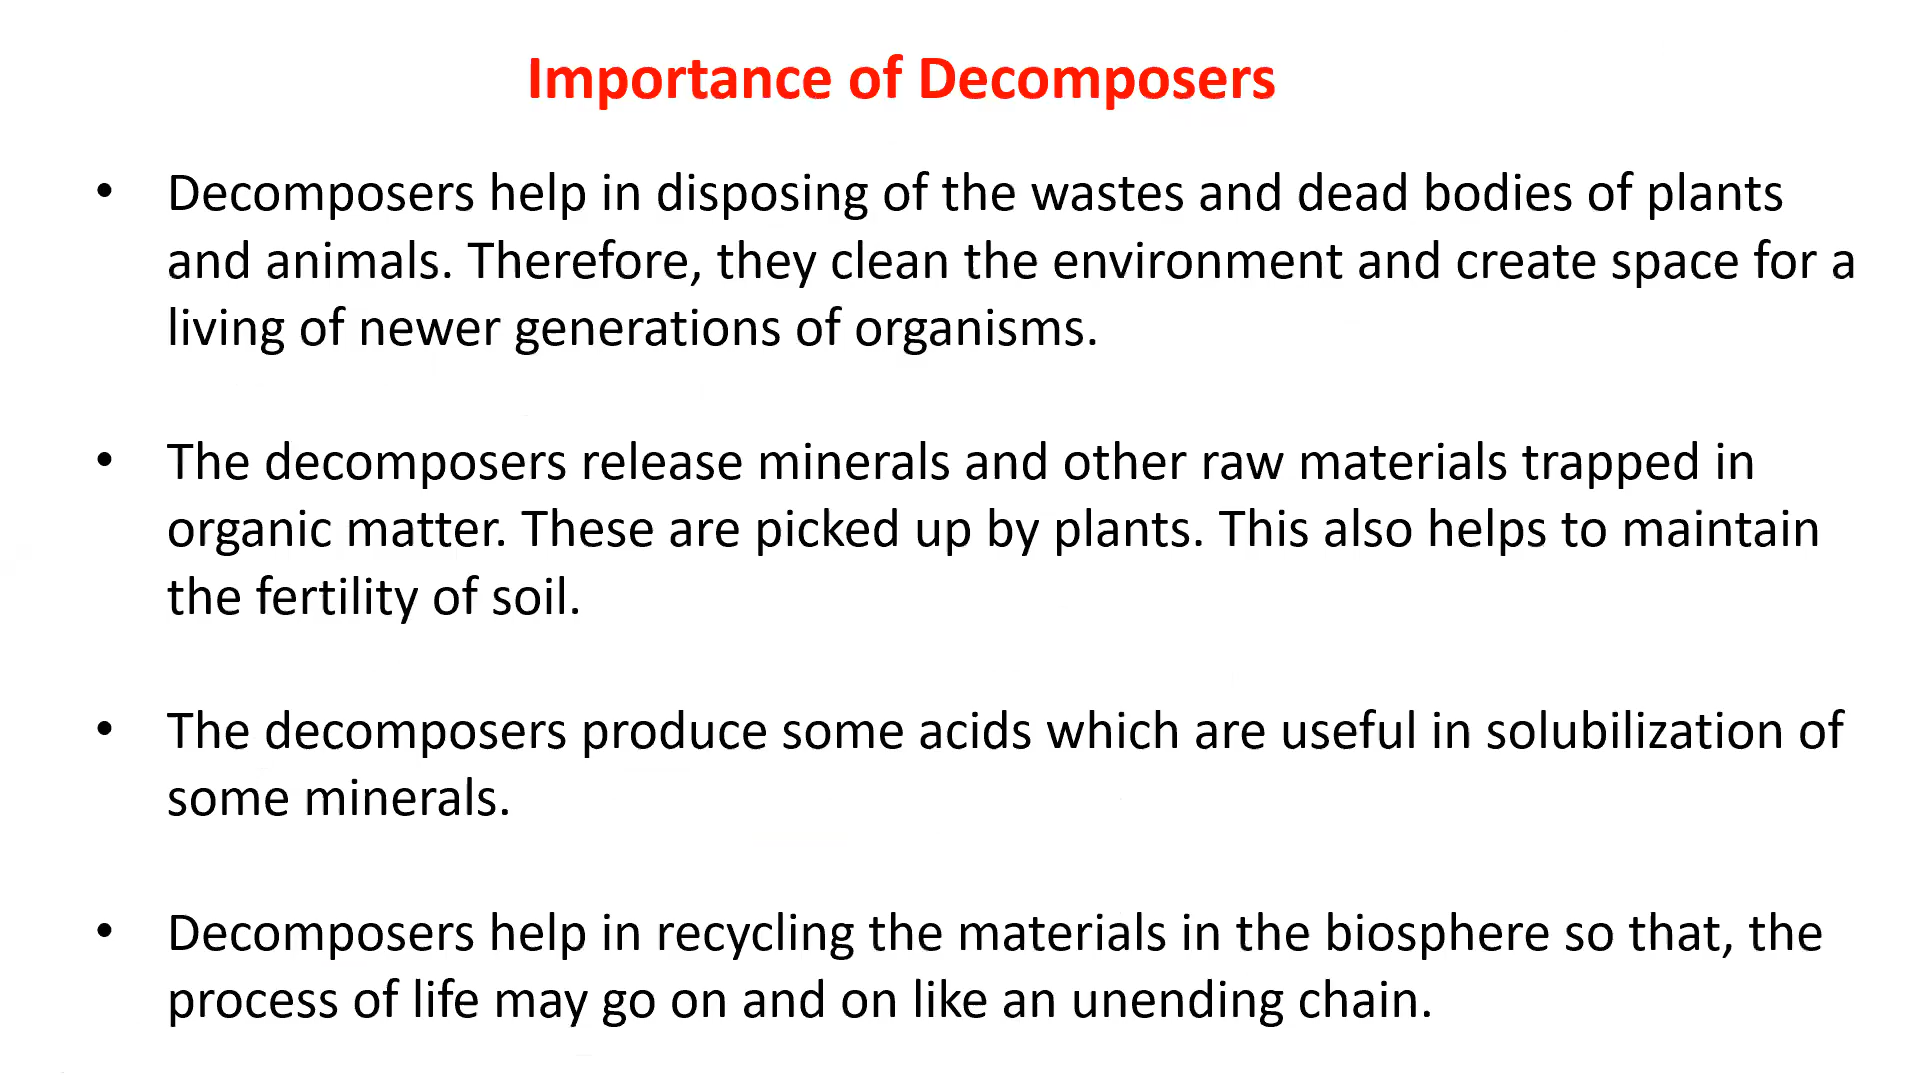 Importance of Decomposers
• Decomposers help in disposing of the wastes and dead bodies of plants
and animals. Therefore, they clean the environment and create space for a
living of newer generations of organisms.
• The decomposers release minerals and other raw materials trapped in
organic matter. These are picked up by plants. This also helps to maintain
the fertility of soil.
• The decomposers produce some acids which are useful in solubilization of
some minerals.
• Decomposers help in recycling the materials in the biosphere so that, the
process of life may go on and on like an unending chain.